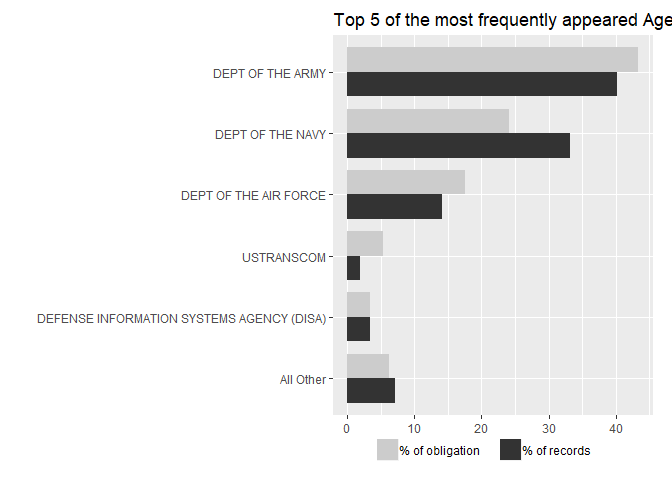 Top 5 of the most frequently appeared Age
DEPT OF THE ARMY
DEPT OF THE NAVY
DEPT OF THE AIR FORCE
USTRANSCOM
DEFENSE INFORMATION SYSTEMS AGENCY (DISA)
All Other
0 10 20 30 40
% of obligation % of records